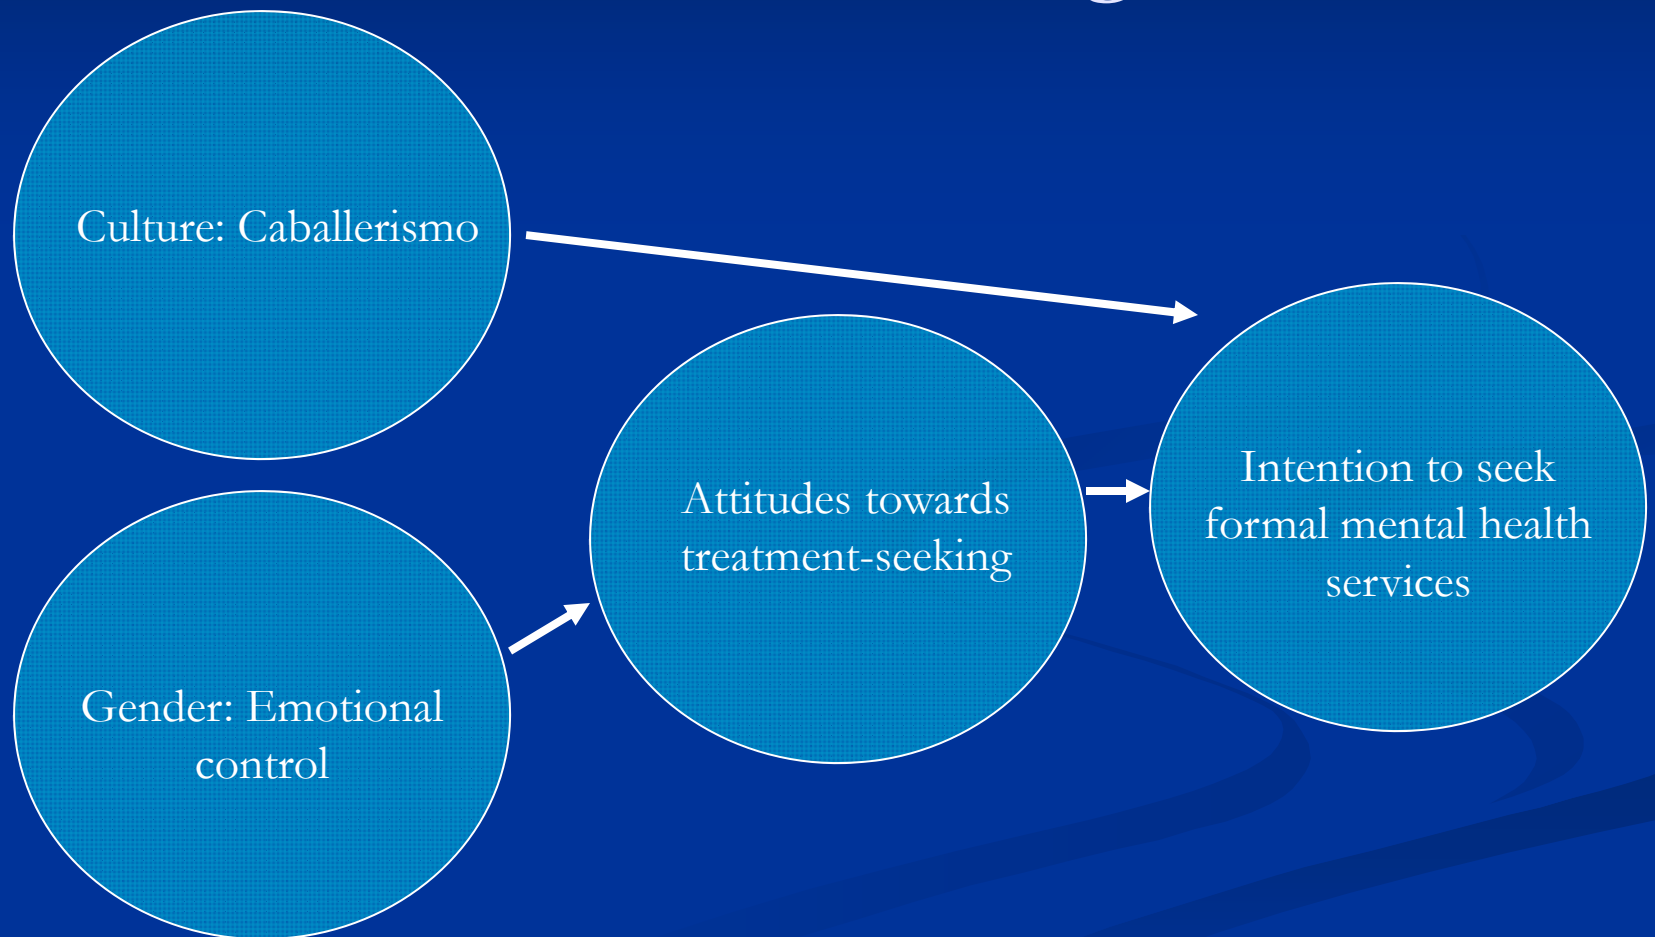 Culture: Caballerismo
Attitudes towards
treatment-seeking
Intention to seek
formal mental health
services
Gender: Emotional
control